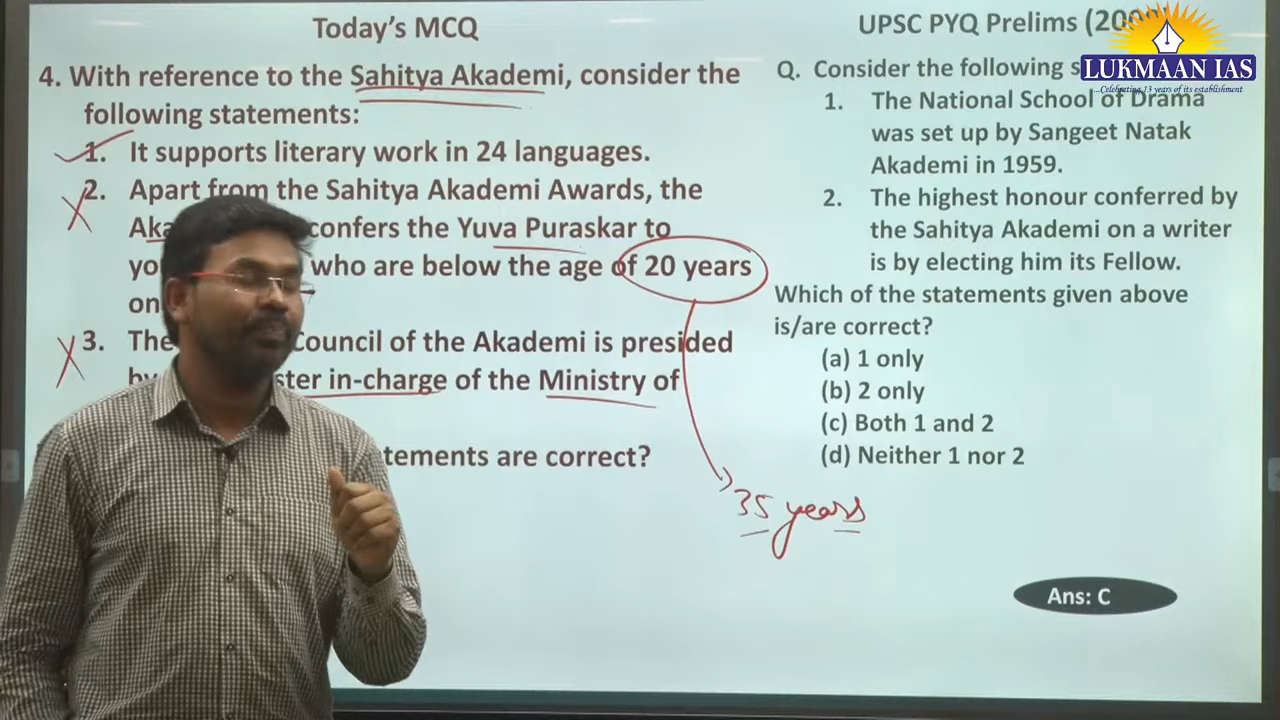 Today's MCQ
4. With reference to the Sahitya Akademi, consider the
following statements:
1. It supports literary work in 24 languages.
2. Apart from the Sahitya Akademi Awards, the
confers the Yuva Puraskar to
who are below the age of 20 years
3. The Council of the Akademi is presided
in-charge of the Ministry of
correct?
35 years
UPSC PYQ Prelims
LUKMAAN IAS
...Celebrating 13 years of its establishment
Q. Consider the following
1. The National School of Drama
was set up by Sangeet Natak
Akademi in 1959.
2. The highest honour conferred by
the Sahitya Akademi on a writer
is by electing him its Fellow.
Which of the statements given above
is/are correct?
(a) 1 only
(b) 2 only
(c) Both 1 and 2
(d) Neither 1 nor 2
Ans: C